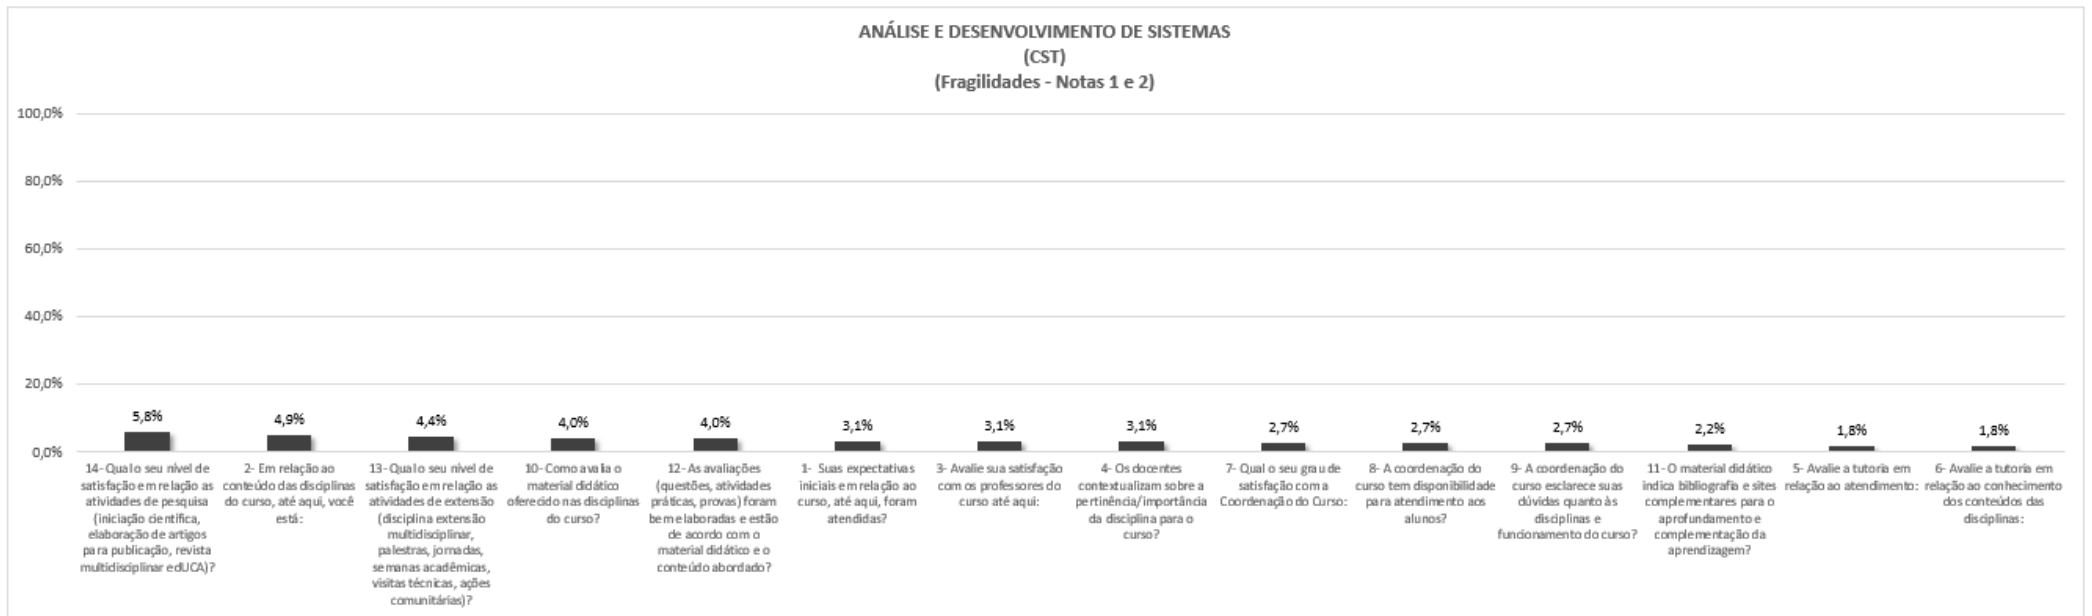 ANÁLISE E DESENVOLVIMENTO DE SISTEMAS
(CST)
(Fragilidades - Notas 1 e 2)
100,0%
80,0%
60,0%
40,0%
20,0%
0,0%
5,8%
4,9%
4,4%
4,0%
4,0%
3,1%
3,1%
3,1%
2,7%
2,7%
2,7%
2,2%
1,8%
1,8%
14- Qual o seu nível de
satisfação em relação as
atividades de pesquisa
(iniciação científica,
elaboração de artigos
para publicação, revista
multidisciplinar edUCA)?
2- Em relação ao
conteúdo das disciplinas
do curso, até aqui, você
está:
13- Qual o seu nível de
satisfação em relação as
atividades de extensão
(disciplina extensão
multidisciplinar,
palestras, jornadas,
semanas acadêmicas,
visitas técnicas, ações
comunitárias)?
10- Como avalia o
material didático
oferecido nas disciplinas
do curso?
12- As avaliações
(questões, atividades
práticas, provas) foram
bem elaboradas e estão
de acordo com o
material didático e o
conteúdo abordado?
1- Suas expectativas
iniciais em relação ao
curso, até aqui, foram
atendidas?
3- Avalie sua satisfação
com os professores do
curso até aqui:
4- Os docentes
contextualizam sobre a
pertinência/importância
da disciplina para o
curso?
7- Qual o seu grau de
satisfação com a
Coordenação do Curso:
8- A coordenação do
curso tem disponibilidade
para atendimento aos
alunos?
9- A coordenação do
curso esclarece suas
dúvidas quanto às
disciplinas e
funcionamento do curso?
11- O material didático
indica bibliografia e sites
complementares para o
aprofundamento e
complementação da
aprendizagem?
5- Avalie a tutoria em
relação ao atendimento:
6- Avalie a tutoria em
relação ao conhecimento
dos conteúdos das
disciplinas: